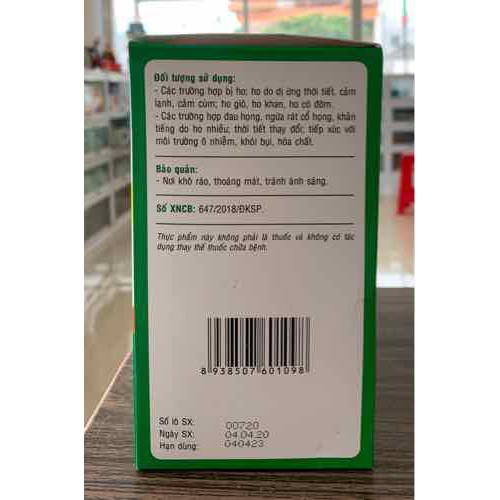 Đối tượng sử dụng:
- Các trường hợp bị ho: ho do dị ứng thời tiết, cảm
lạnh, cảm cúm; ho gió, ho khan, ho có đờm.
- Các trường hợp đau họng, ngứa rát cổ họng, khản
tiếng do ho nhiều; thời tiết thay đổi; tiếp xúc với
môi trường ô nhiễm, khói bụi, hóa chất.
Bảo quản:
- Nơi khô ráo, thoáng mát, tránh ánh sáng.
Số XNCB: 647/2018/ĐKSP.
Thực phẩm này không phải là thuốc và không có tác
dụng thay thế thuốc chữa bệnh.
8 938507 601098
Số lô SX: 00720
Ngày SX: 04.04.20
Hạn dùng: 040423